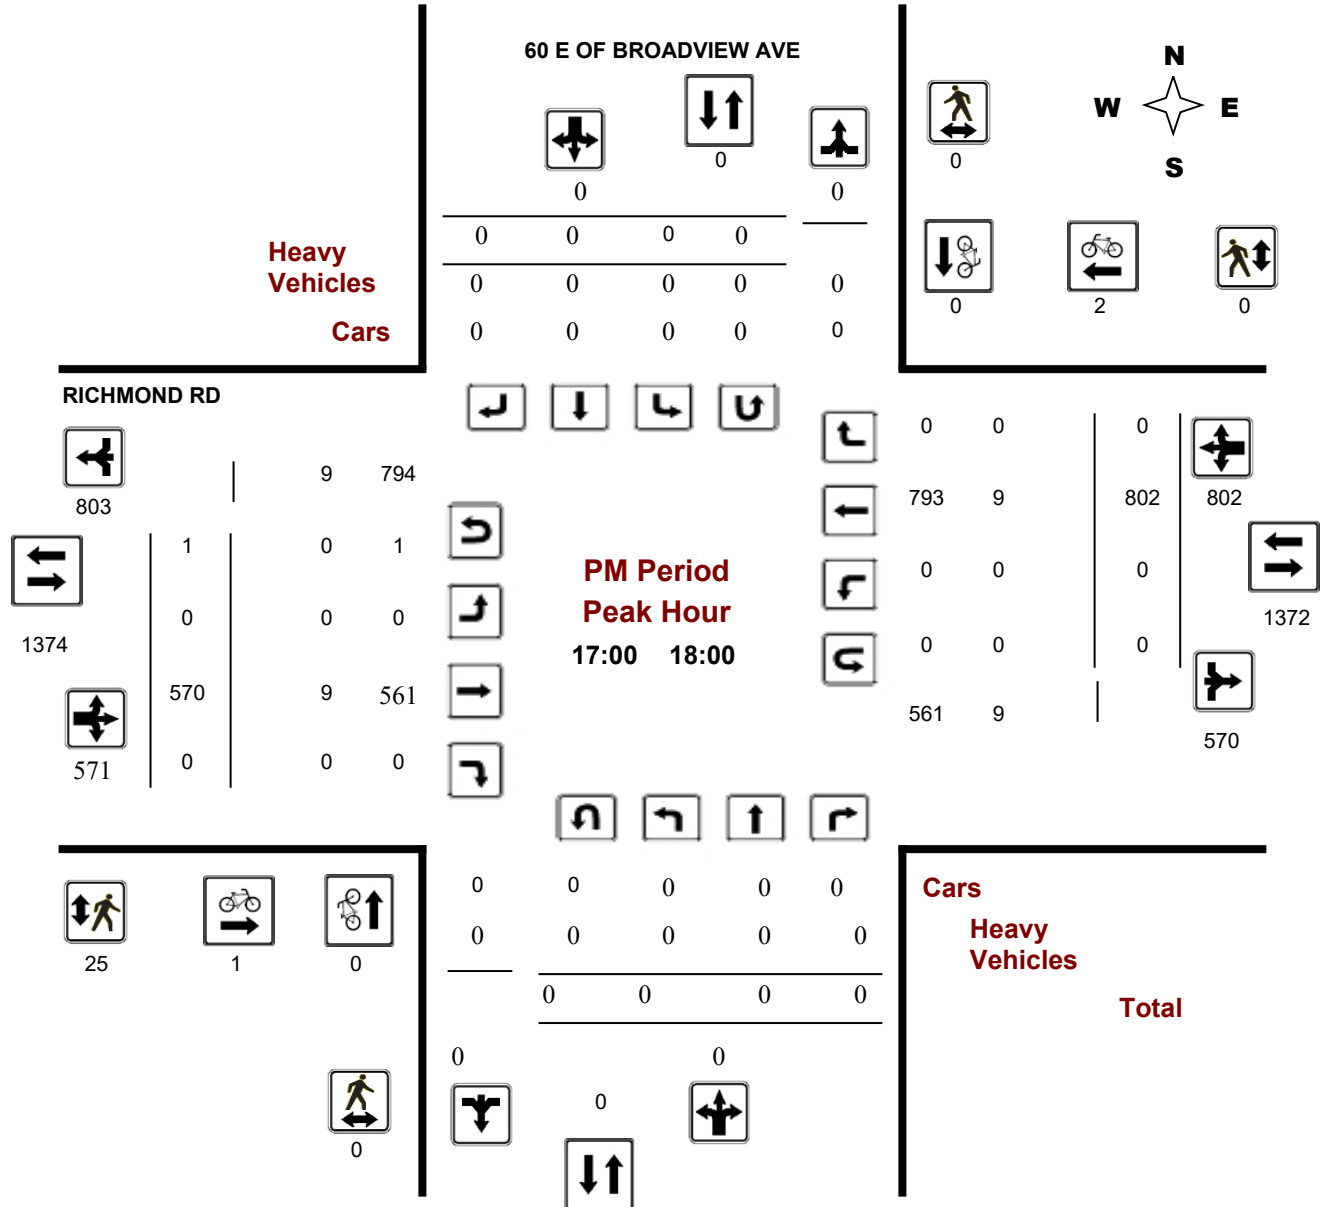 60 E OF BROADVIEW AVE
N
W E
S
0
0
0 0
0
0 0 0 0
Heavy
Vehicles
0 0 0 0 0
0 2 0
Cars
0 0 0 0 0
RICHMOND RD
0 0 0
9 794
803
793 9 802 802
1 0 1
PM Period
0 0 0
Peak Hour
0 0 0
1374
1372
17:00 18:00
0 0 0
570 9 561
561 9
570
571 0 0 0
0 0 0 0 0
Cars
0 0 0 0 0
Heavy
Vehicles
25 1 0
0 0 0 0
Total
0 0
0
0